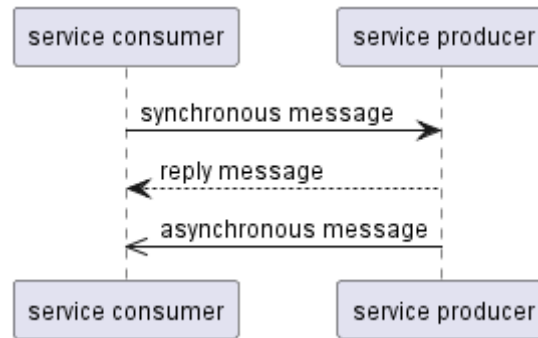 service consumer
service producer
synchronous message
reply message
asynchronous message
service consumer
service producer